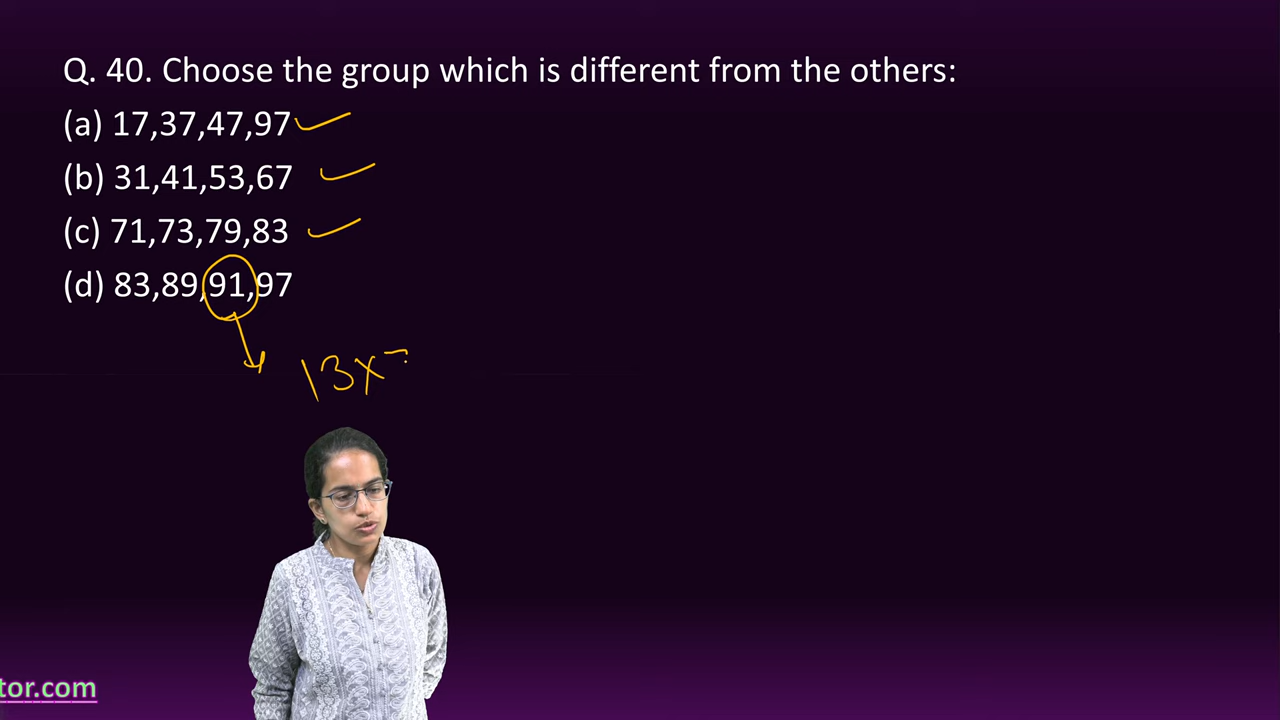 Q. 40. Choose the group which is different from the others:
(a) 17,37,47,97
(b) 31,41,53,67
(c) 71,73,79,83
(d) 83,89,91,97
13x7
tor.com